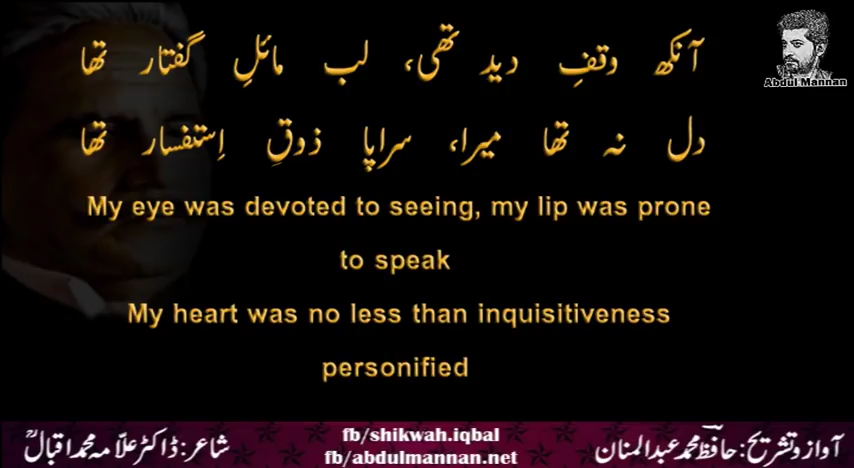 آنکھ وقفِ دید تھی، لب مائلِ گفتار تھا
دل نہ تھا میرا، سراپا ذوقِ اِستفسار تھا
My eye was devoted to seeing, my lip was prone
to speak
My heart was no less than inquisitiveness
personified
Abdul Mannan
آواز و تشریح: حافظ محمد عبدالمنان
fb/shikwah.iqbal
fb/abdulmannan.net
شاعر: ڈاکٹر علّامہ محمد اقبالؒ